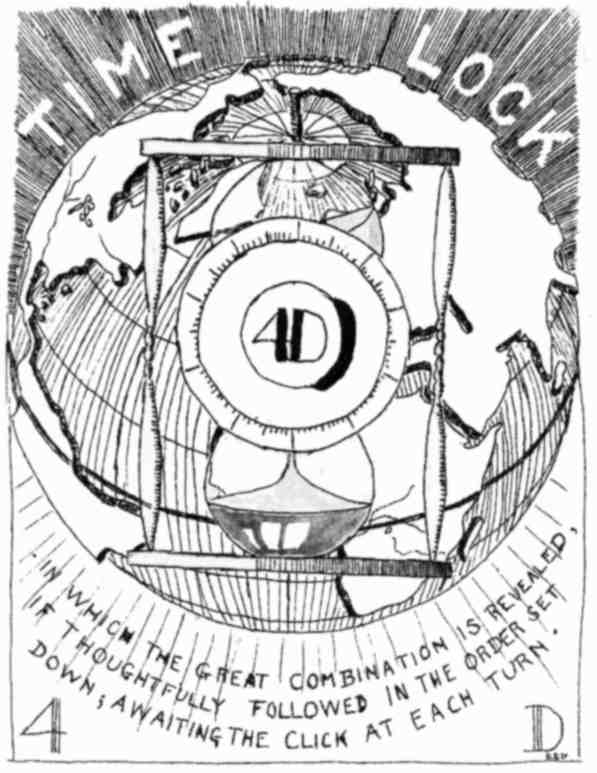 TIME LOCK
4D
IN WHICH THE GREAT COMBINATION IS REVEALED,
IF THOUGHTFULLY FOLLOWED IN THE ORDER SET
DOWN; AWAITING THE CLICK AT EACH TURN.
4 D